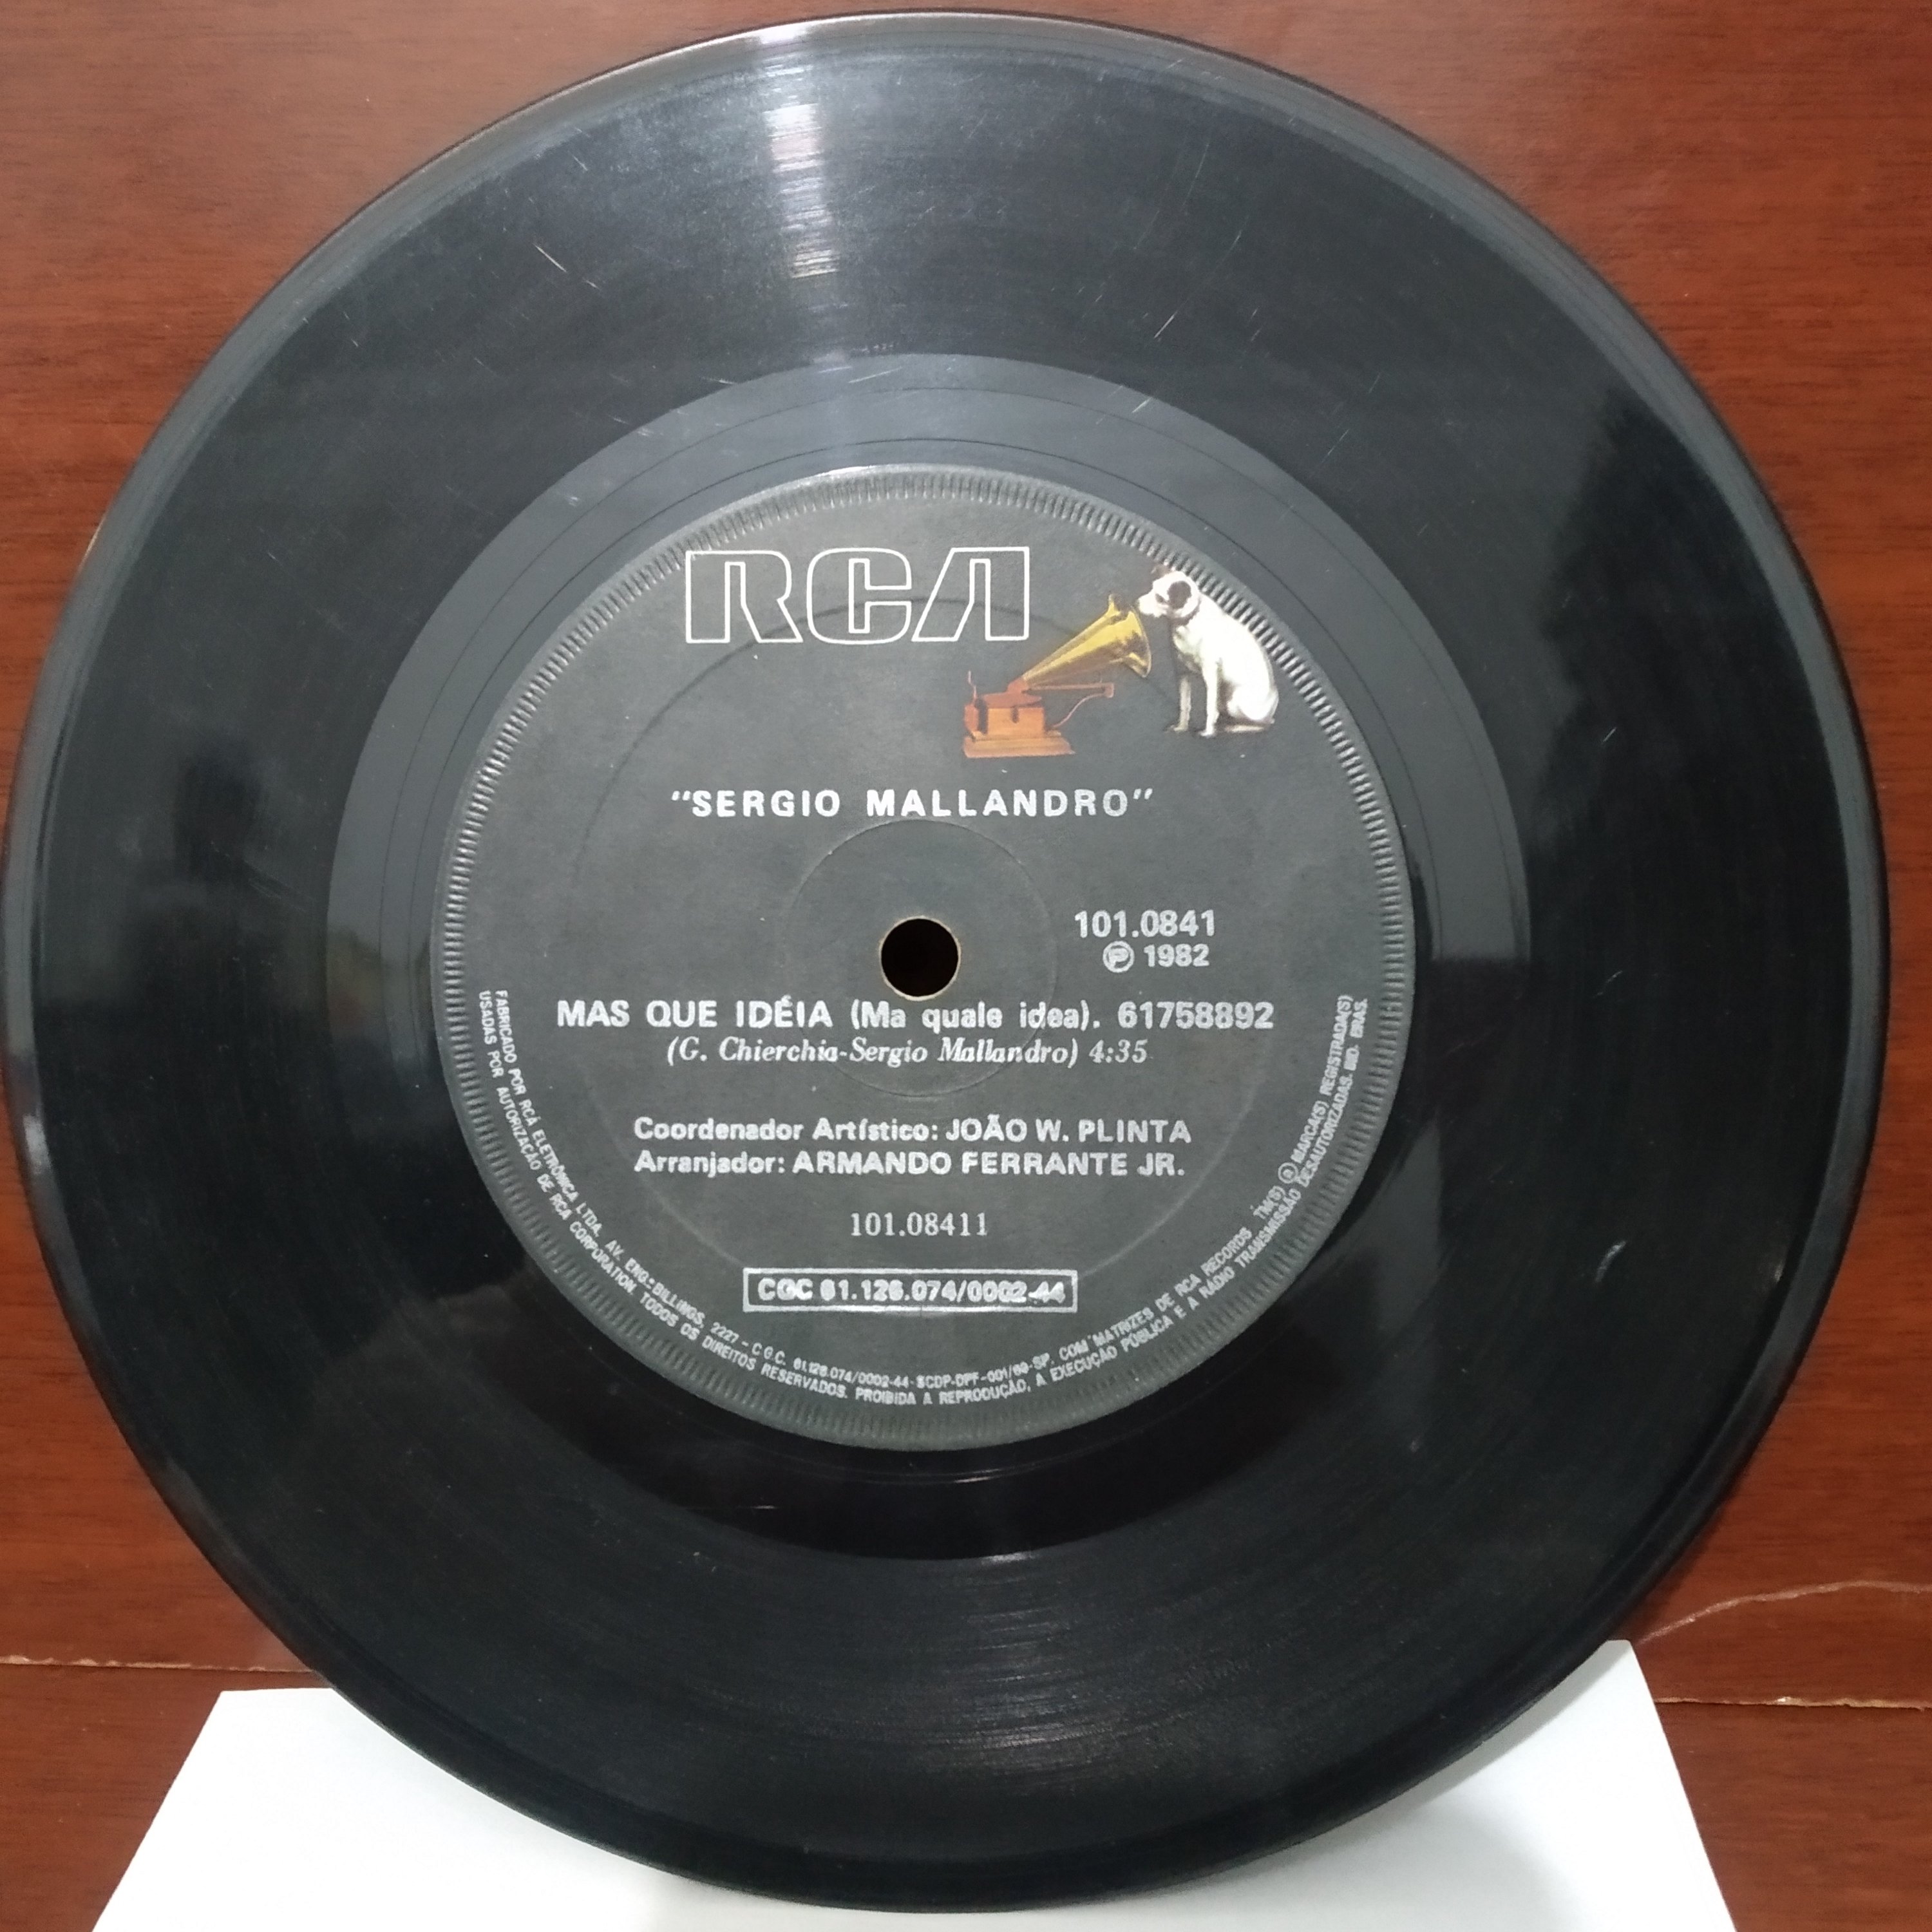 RCA
"SERGIO MALLANDRO"
101.0841
Ⓟ 1982
MAS QUE IDÉIA (Ma quale idea). 61758892
(G. Chierchia-Sergio Mallandro) 4:35
Coordenador Artístico: JOÃO W. PLINTA
Arranjador: ARMANDO FERRANTE JR.
101.08411
CGC 61.128.074/0002-44
FABRICADO POR RCA ELETRÔNICA LTDA. AV. ENG.º BILLINGS, 2227 - C G.C. 61.128.074/0002-44 - SCDP-DPF-001/69-SP. COM MATRIZES DE RCA RECORDS. TMK(S) ® MARCA(S) REGISTRADA(S)
USADAS POR AUTORIZAÇÃO DE RCA CORPORATION. TODOS OS DIREITOS RESERVADOS. PROIBIDA A REPRODUÇÃO, A EXECUÇÃO PÚBLICA E A RÁDIO TRANSMISSÃO DESAUTORIZADAS. IND. BRAS.